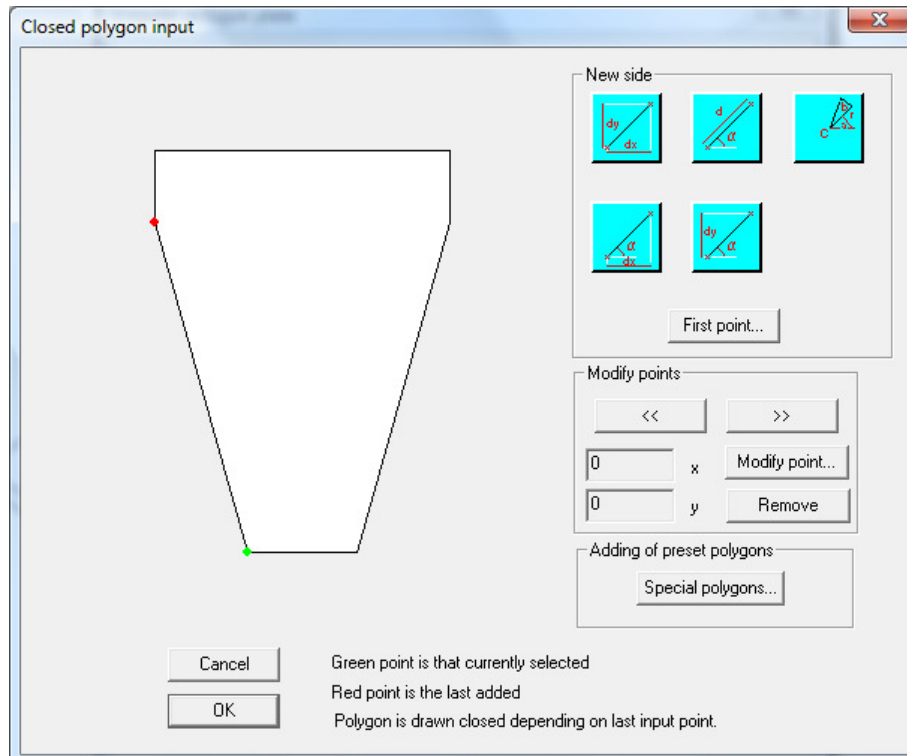 Closed polygon input
New side
dy
dx
d
α
b
r
c
a
α
dx
dy
α
First point...
Modify points
<<
>>
0
x
Modify point...
0
y
Remove
Adding of preset polygons
Special polygons...
Cancel
Green point is that currently selected
Red point is the last added
OK
Polygon is drawn closed depending on last input point.